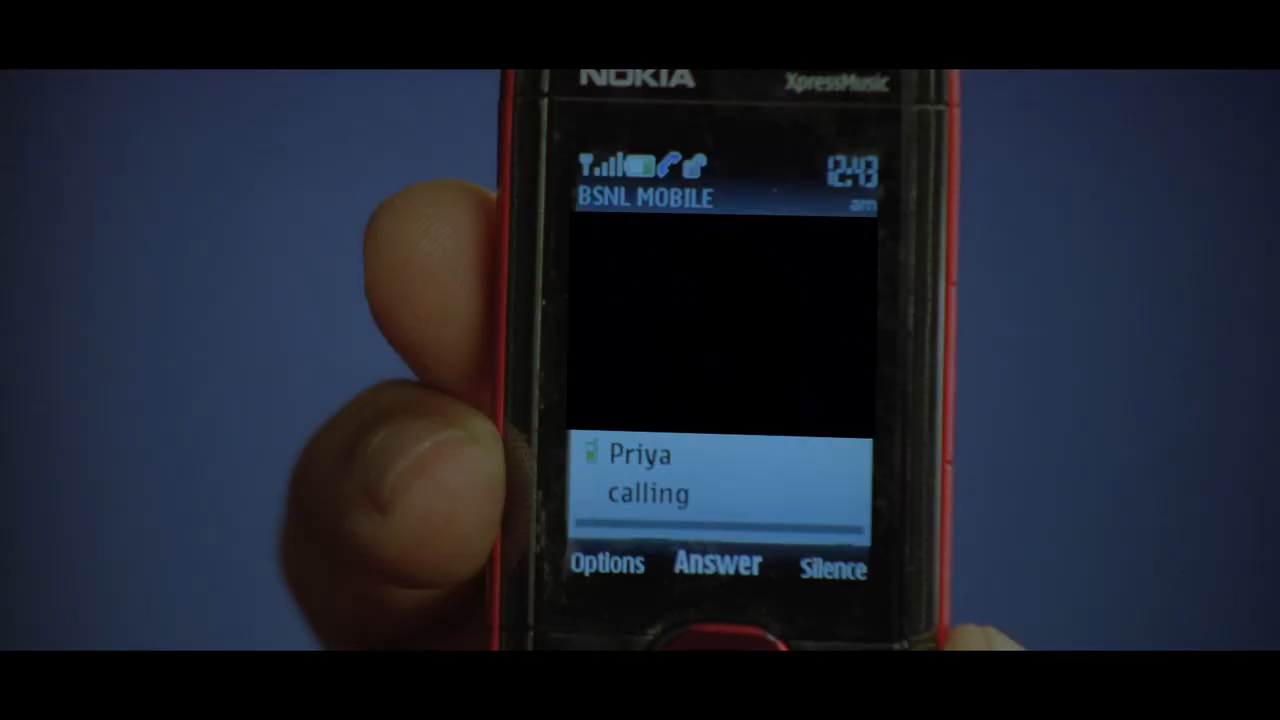 NOKIA XpressMusic
12:43
BSNL MOBILE am
Priya
calling
Options Answer Silence